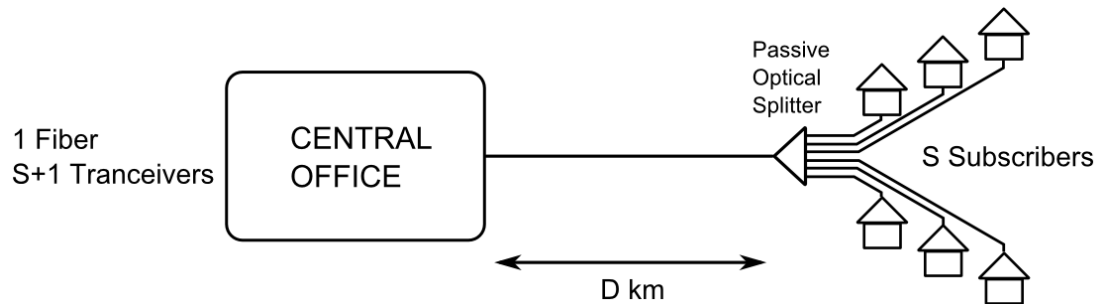 1 Fiber
S+1 Tranceivers
CENTRAL
OFFICE
D km
Passive
Optical
Splitter
S Subscribers